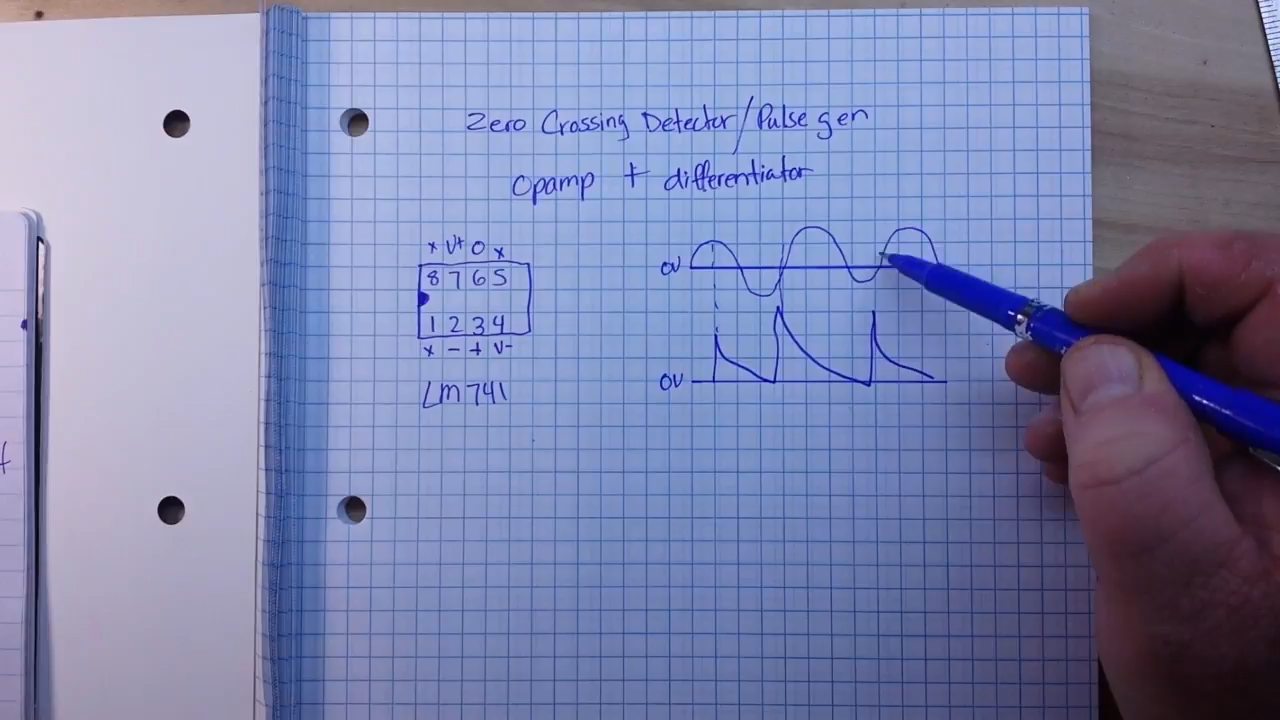 Zero Crossing Detector/Pulse gen
Opamp + differentiator
x V+ O x
8 7 6 5
1 2 3 4
x - + V-
LM741
0V
0V